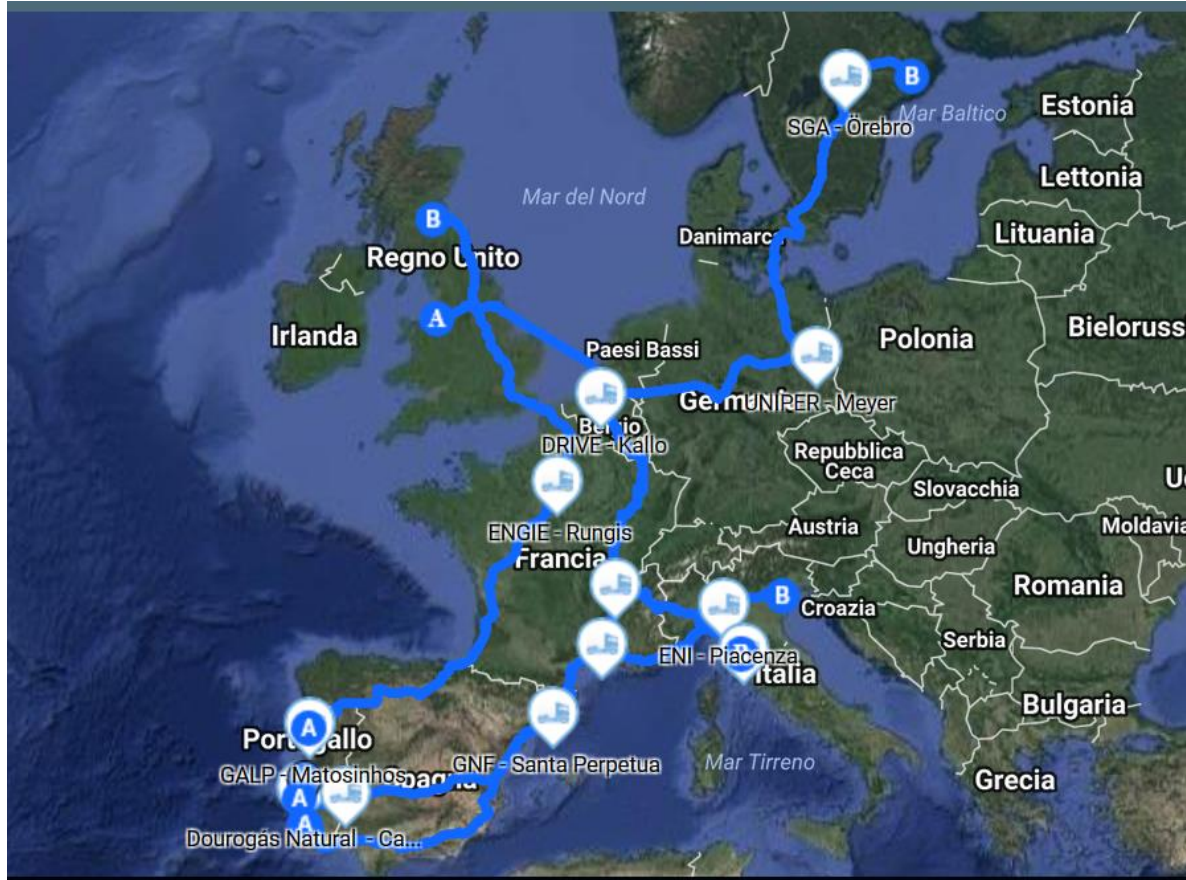 B
SGA - Örebro
Mar Baltico
Estonia
Lettonia
Mar del Nord
B
Danimarca
Lituania
Regno Unito
A
Irlanda
Paesi Bassi
Polonia
Bieloruss
UNIPER - Meyer
Belgio
DRIVE - Kallo
Repubblica
Ceca
Slovacchia
U
ENGIE - Rungis
Austria
Moldavia
Ungheria
Francia
Romania
B
Croazia
Serbia
ENI - Piacenza
Italia
Bulgaria
A
GNF - Santa Perpetua
Mar Tirreno
GALP - Matosinhos
Grecia
A
A
Dourogás Natural - Ca...